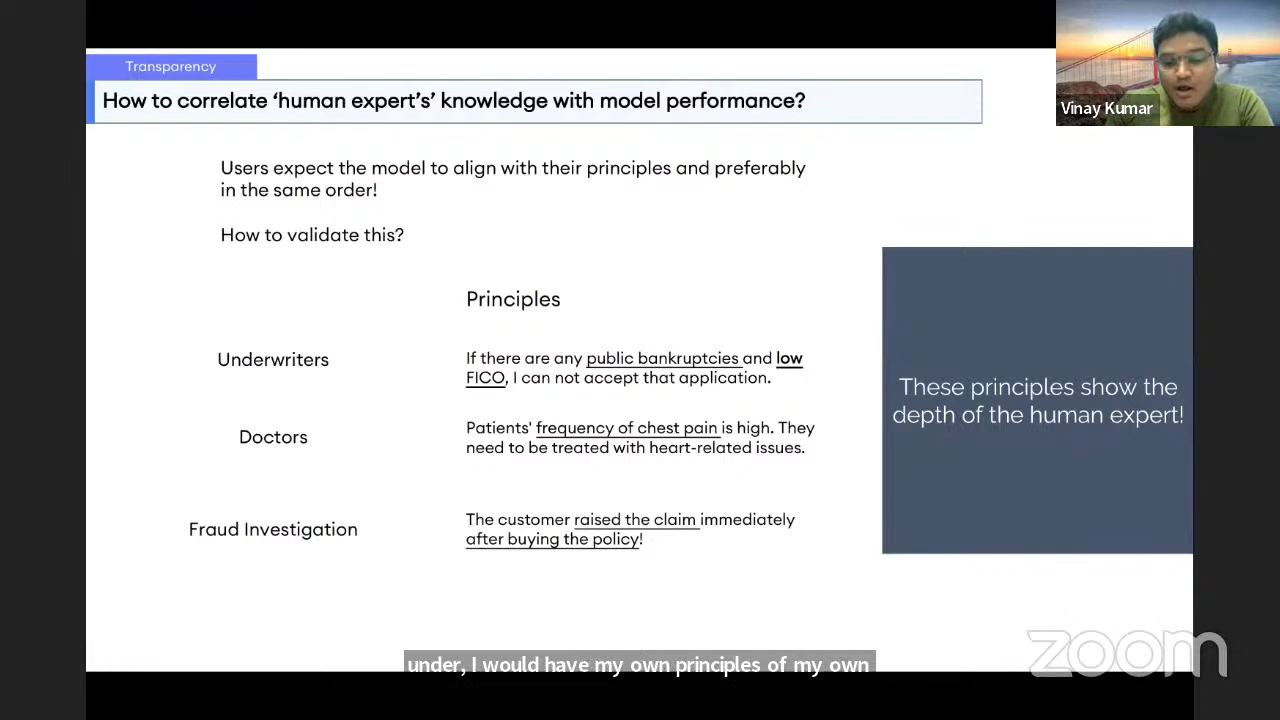 Transparency
How to correlate ‘human expert’s’ knowledge with model performance?
Vinay Kumar
Users expect the model to align with their principles and preferably
in the same order!
How to validate this?
Principles
Underwriters
If there are any public bankruptcies and low
FICO, I can not accept that application.
Doctors
Patients' frequency of chest pain is high. They
need to be treated with heart-related issues.
Fraud Investigation
The customer raised the claim immediately
after buying the policy!
These principles show the
depth of the human expert!
zoom
under, I would have my own principles of my own